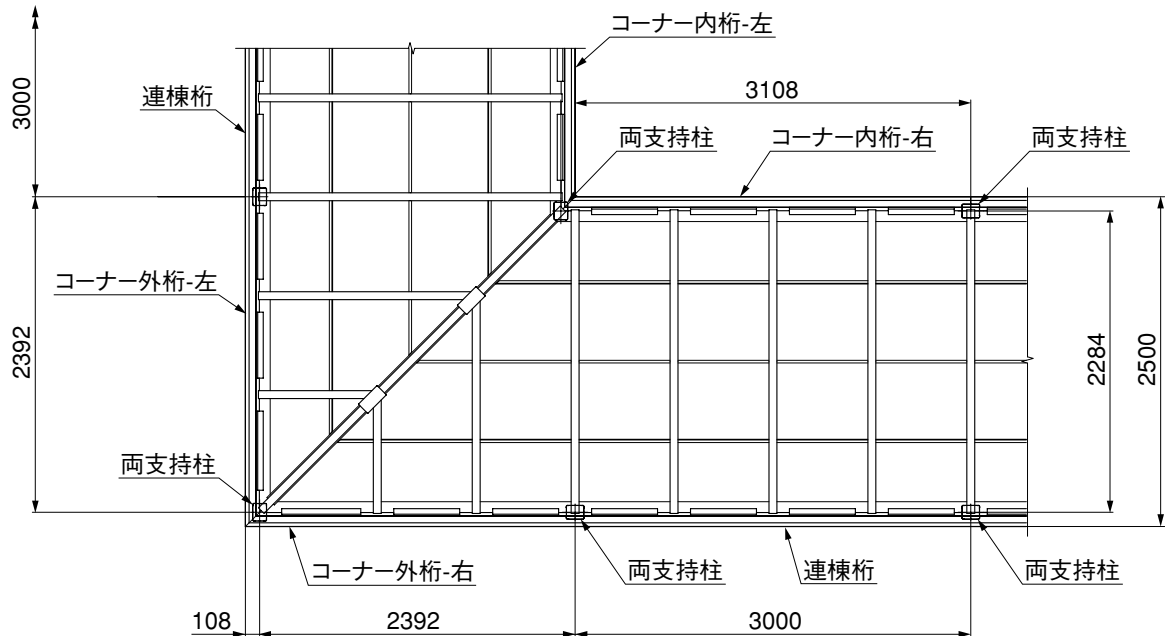 コーナー内桁-左
3000
連棟桁
3108
両支持柱
コーナー内桁-右
両支持柱
コーナー外桁-左
2392
2284
2500
両支持柱
コーナー外桁-右
両支持柱
連棟桁
両支持柱
108
2392
3000